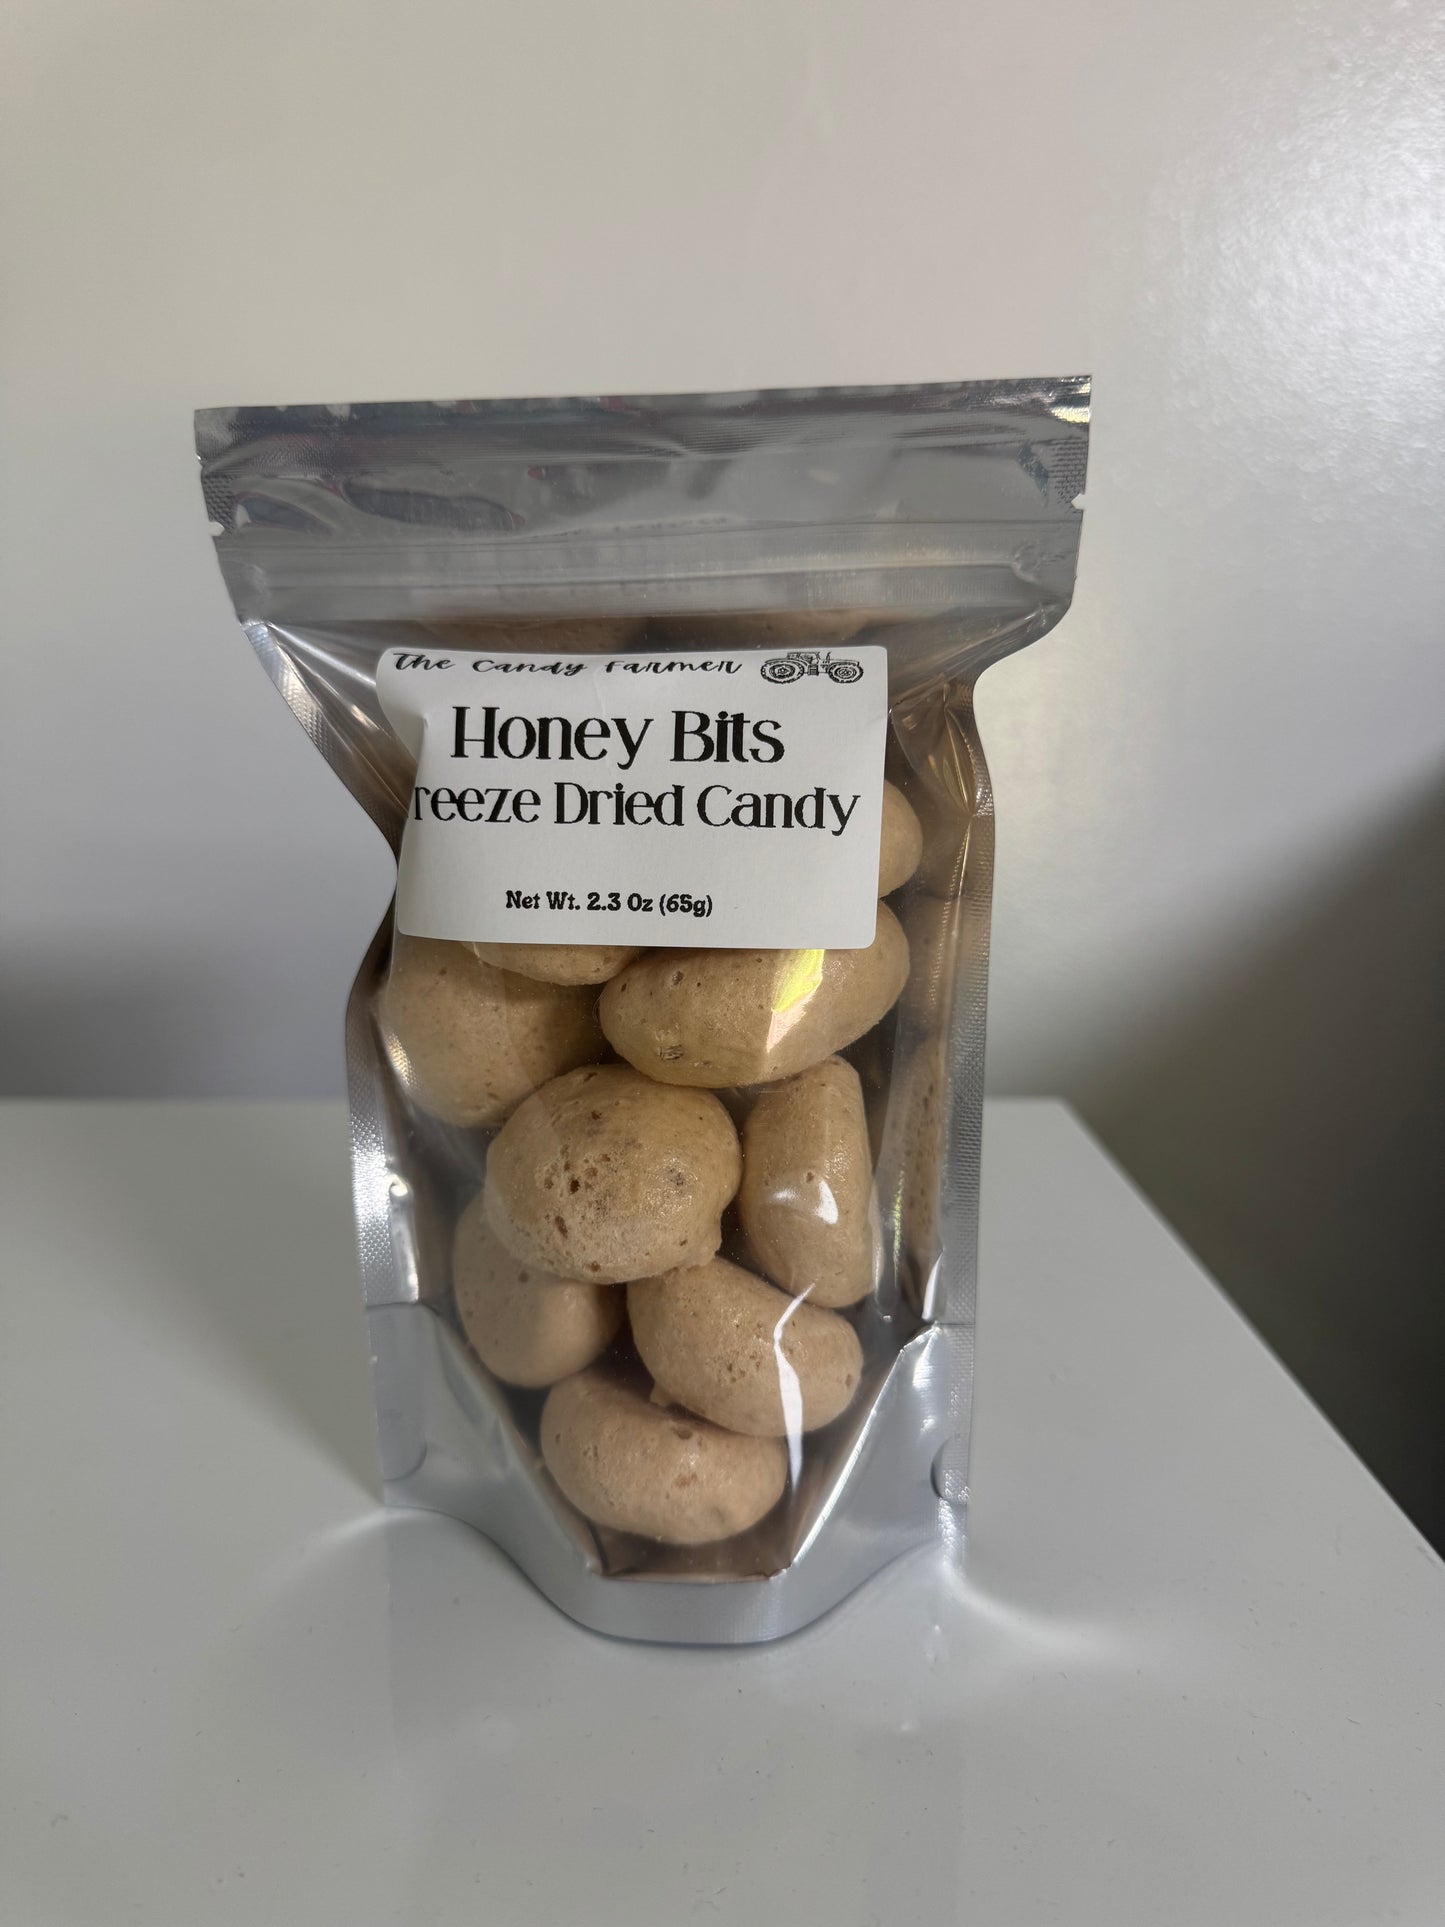 The Candy Farmer
Honey Bits
reeze Dried Candy
Net Wt. 2.3 Oz (65g)